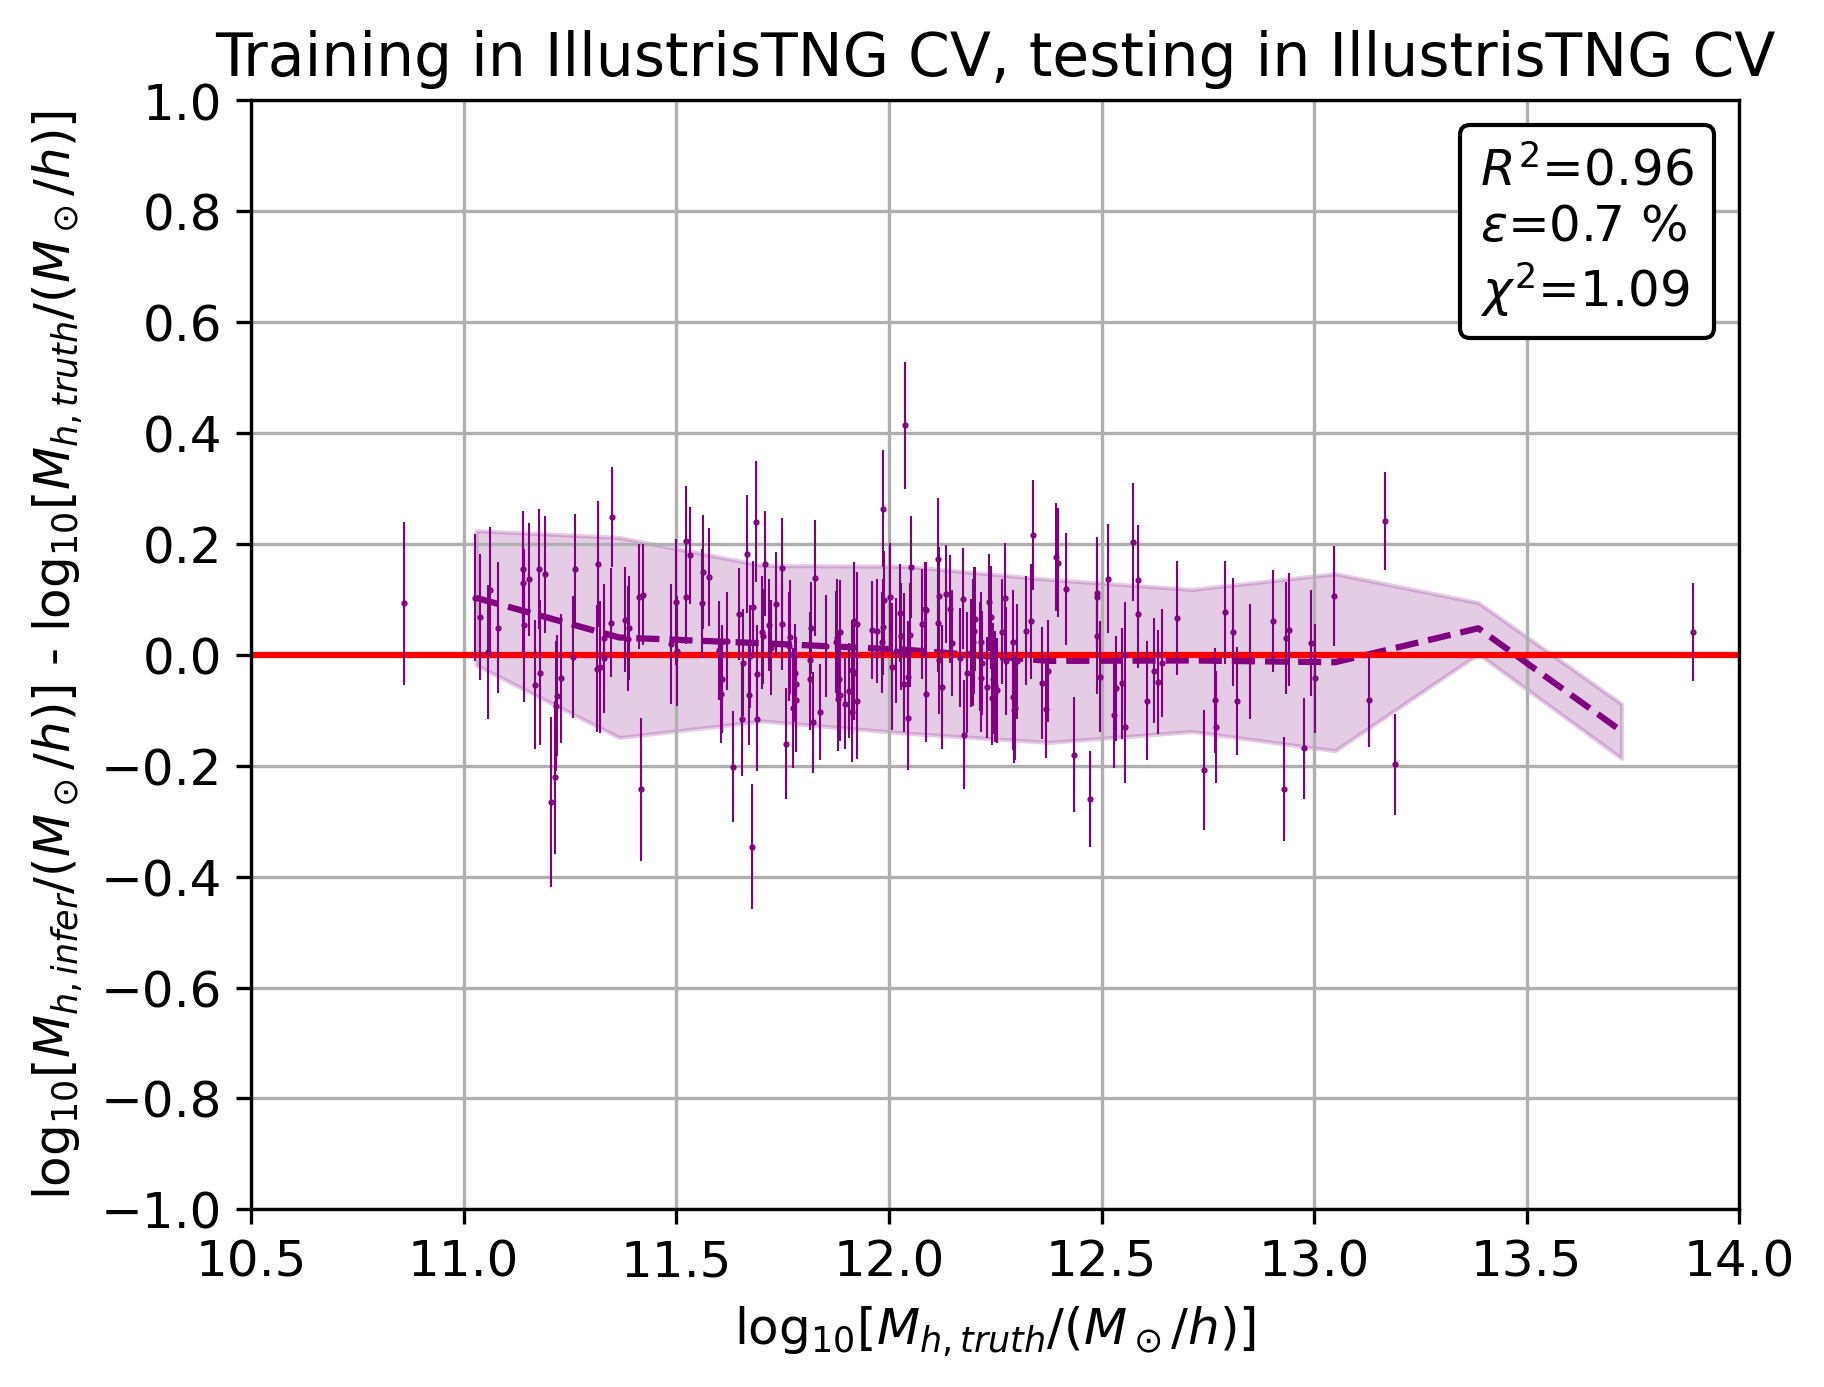 Training in IllustrisTNG CV, testing in IllustrisTNG CV
log₁₀[M_{h,infer}/(M_⊙/h)] - log₁₀[M_{h,truth}/(M_⊙/h)]
1.0
0.8
0.6
0.4
0.2
0.0
−0.2
−0.4
−0.6
−0.8
−1.0
R²=0.96
ϵ=0.7 %
χ²=1.09
10.5 11.0 11.5 12.0 12.5 13.0 13.5 14.0
log₁₀[M_{h,truth}/(M_⊙/h)]